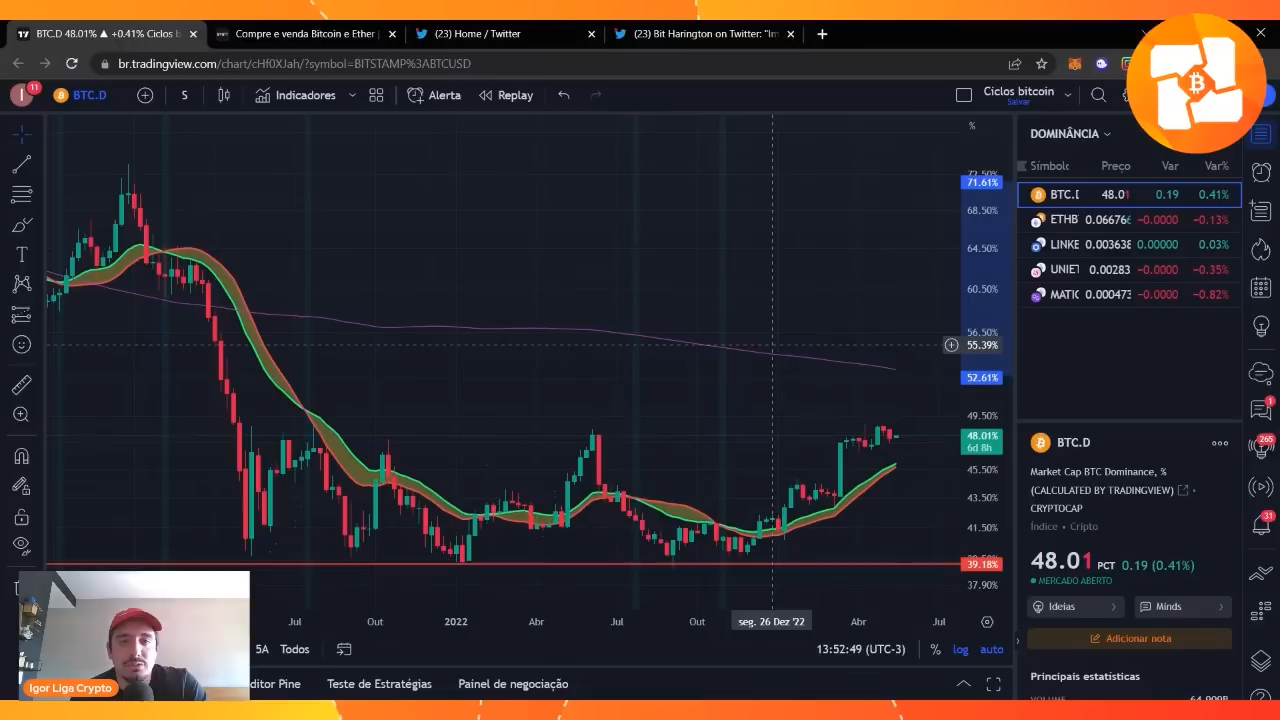 BTC.D 48.01% ▲ +0.41% Ciclos b
Compre e venda Bitcoin e Ether
(23) Home / Twitter
(23) Bit Harington on Twitter: "Im
br.tradingview.com/chart/cHf0XJah/?symbol=BITSTAMP%3ABTCUSD
11
BTC.D
S
Indicadores
Alerta
Replay
Ciclos bitcoin
Salvar
%
72.50%
71.61%
68.50%
64.50%
60.50%
56.50%
55.39%
52.61%
49.50%
48.01%
6d 8h
45.50%
43.50%
41.50%
39.18%
37.90%
Jul
Out
2022
Abr
Jul
Out
seg. 26 Dez '22
Abr
Jul
5A
Todos
13:52:49 (UTC-3)
%
log
auto
ditor Pine
Teste de Estratégias
Painel de negociação
Igor Liga Crypto
DOMINÂNCIA
Símbolo
Preço
Var
Var%
BTC.D
48.01
0.19
0.41%
ETHB
0.066766
−0.0000
−0.13%
LINKE
0.003638
0.00000
0.03%
UNIET
0.00283
−0.0000
−0.35%
MATIC
0.000473
−0.0000
−0.82%
BTC.D
Market Cap BTC Dominance, %
(CALCULATED BY TRADINGVIEW)
CRYPTOCAP
Índice • Cripto
48.01 PCT 0.19 (0.41%)
MERCADO ABERTO
Ideias
Minds
Adicionar nota
Principais estatísticas
1
265
31